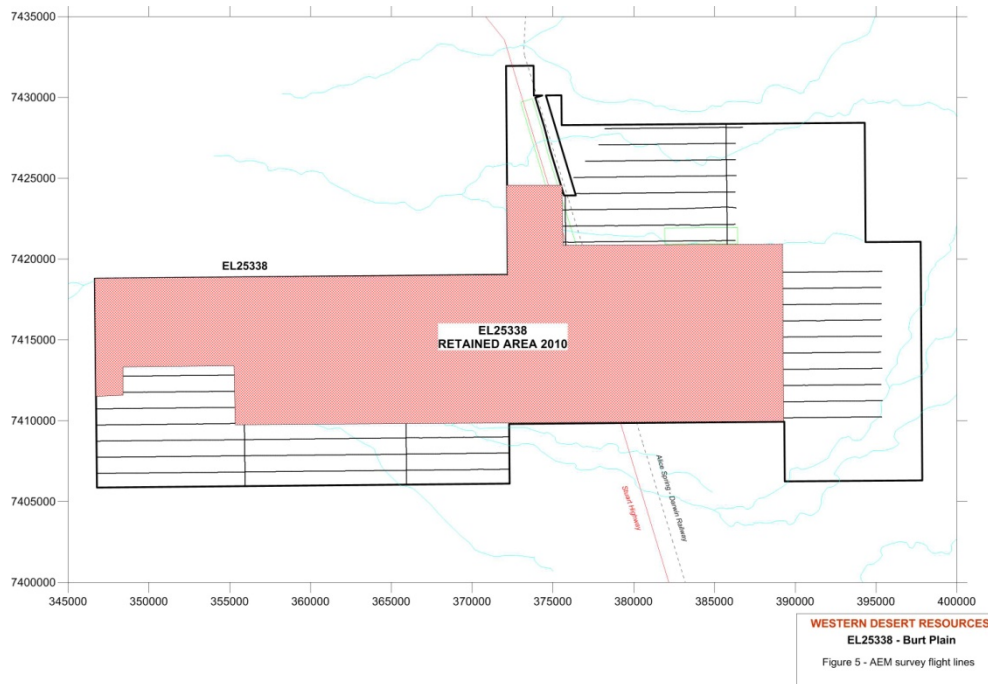 7435000
7430000
7425000
7420000
7415000
7410000
7405000
7400000
EL25338
EL25338
RETAINED AREA 2010
Stuart Highway
Alice Spring - Darwin Railway
345000 350000 355000 360000 365000 370000 375000 380000 385000 390000 395000 400000
WESTERN DESERT RESOURCES
EL25338 - Burt Plain
Figure 5 - AEM survey flight lines